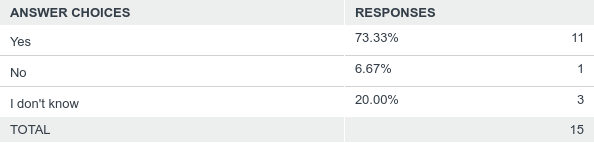 ANSWER CHOICES RESPONSES
Yes 73.33% 11
No 6.67% 1
I don't know 20.00% 3
TOTAL 15